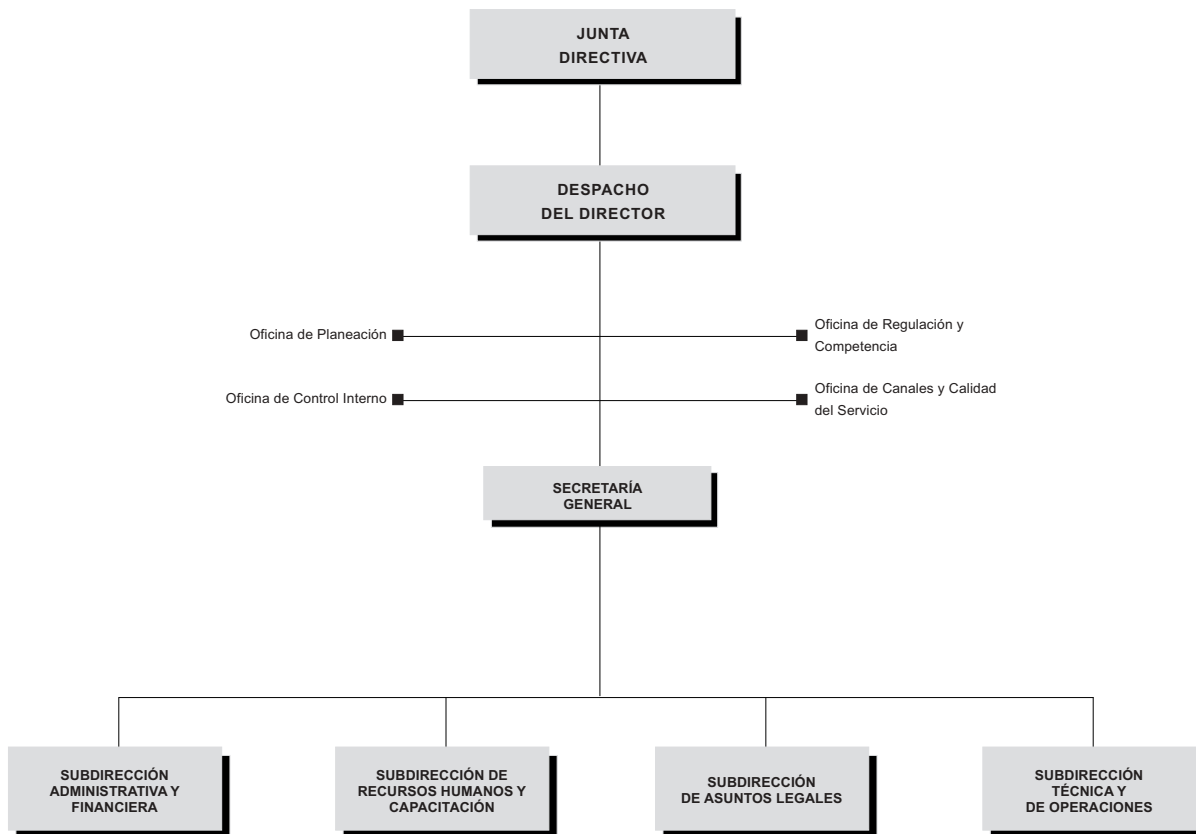 JUNTA
DIRECTIVA
DESPACHO
DEL DIRECTOR
Oficina de Planeación
Oficina de Regulación y
Competencia
Oficina de Control Interno
Oficina de Canales y Calidad
del Servicio
SECRETARÍA
GENERAL
SUBDIRECCIÓN
ADMINISTRATIVA Y
FINANCIERA
SUBDIRECCIÓN DE
RECURSOS HUMANOS Y
CAPACITACIÓN
SUBDIRECCIÓN
DE ASUNTOS LEGALES
SUBDIRECCIÓN
TÉCNICA Y
DE OPERACIONES